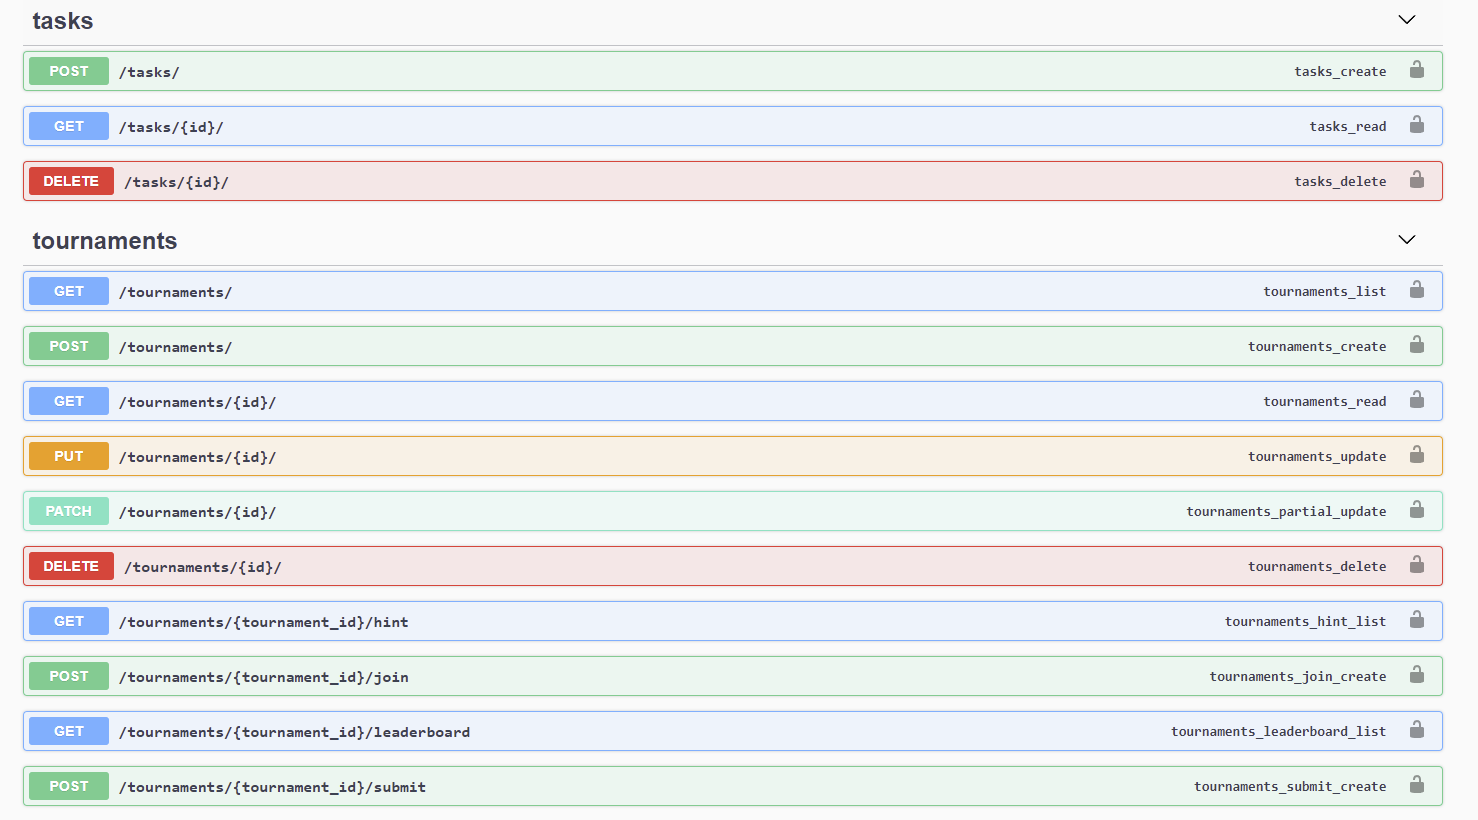 tasks
POST /tasks/ tasks_create
GET /tasks/{id}/ tasks_read
DELETE /tasks/{id}/ tasks_delete
tournaments
GET /tournaments/ tournaments_list
POST /tournaments/ tournaments_create
GET /tournaments/{id}/ tournaments_read
PUT /tournaments/{id}/ tournaments_update
PATCH /tournaments/{id}/ tournaments_partial_update
DELETE /tournaments/{id}/ tournaments_delete
GET /tournaments/{tournament_id}/hint tournaments_hint_list
POST /tournaments/{tournament_id}/join tournaments_join_create
GET /tournaments/{tournament_id}/leaderboard tournaments_leaderboard_list
POST /tournaments/{tournament_id}/submit tournaments_submit_create